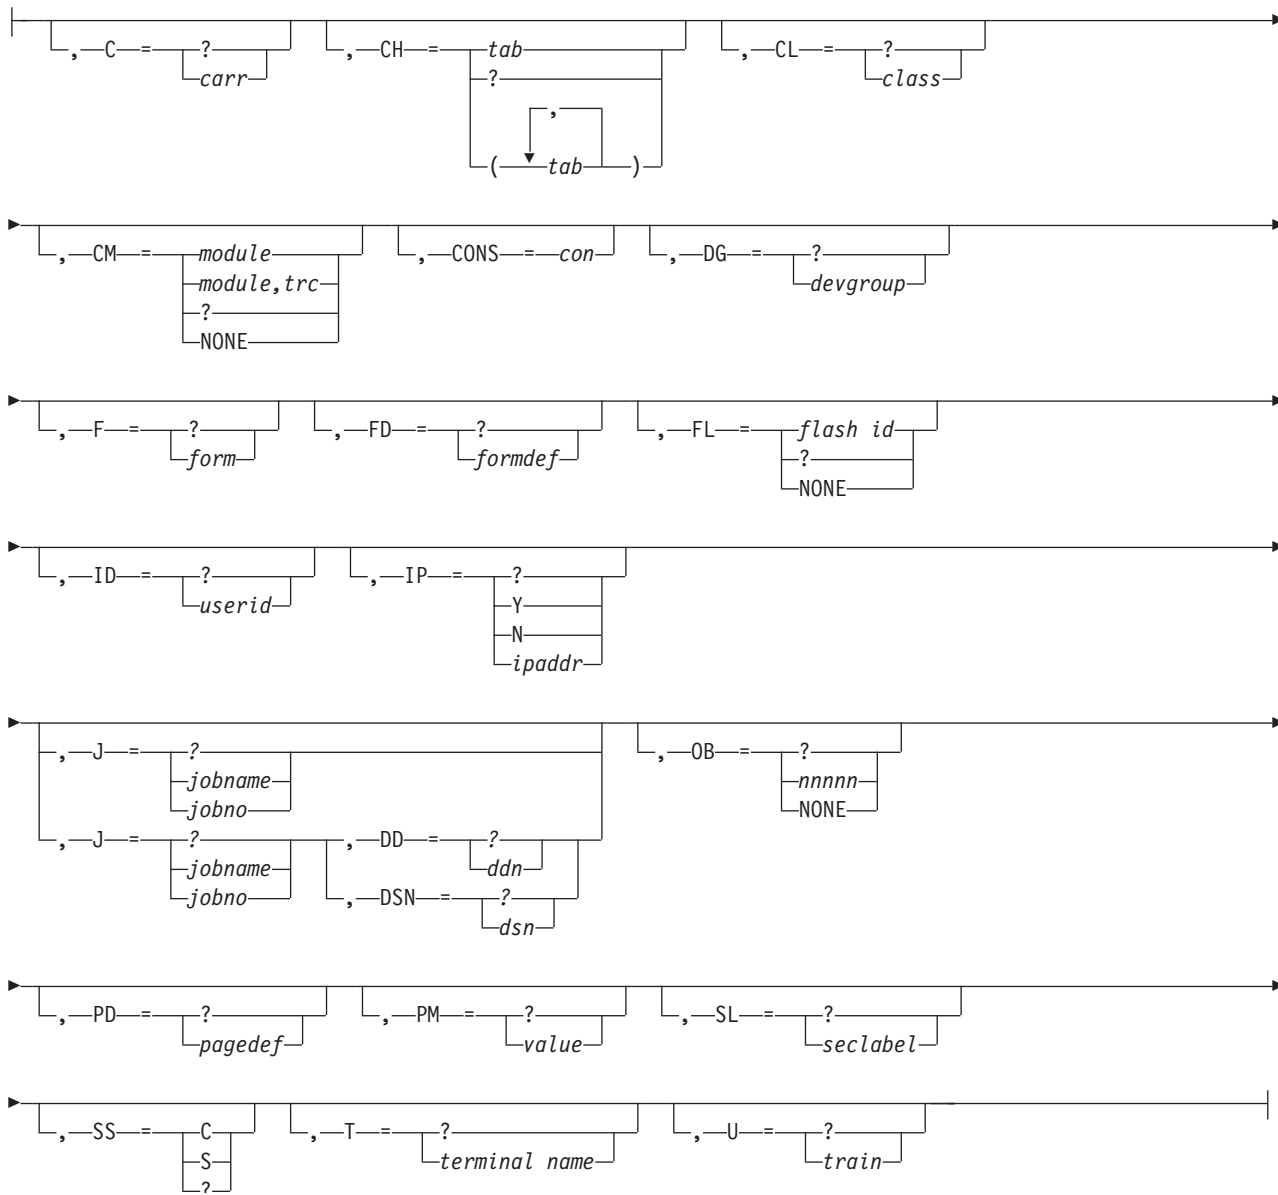 ,C=? ,CH=tab ,CL=?
carr ? class
,
(tab)
,CM=module ,CONS=con ,DG=?
module,trc devgroup
?
NONE
,F=? ,FD=? ,FL=flash id
form formdef ?
NONE
,ID=? ,IP=?
userid Y
N
ipaddr
,J=? ,OB=?
jobname nnnnn
jobno NONE
,J=? ,DD=?
jobname ddn
jobno ,DSN=?
dsn
,PD=? ,PM=? ,SL=?
pagedef value seclabel
,SS=C ,T=? ,U=?
S terminal name train
?